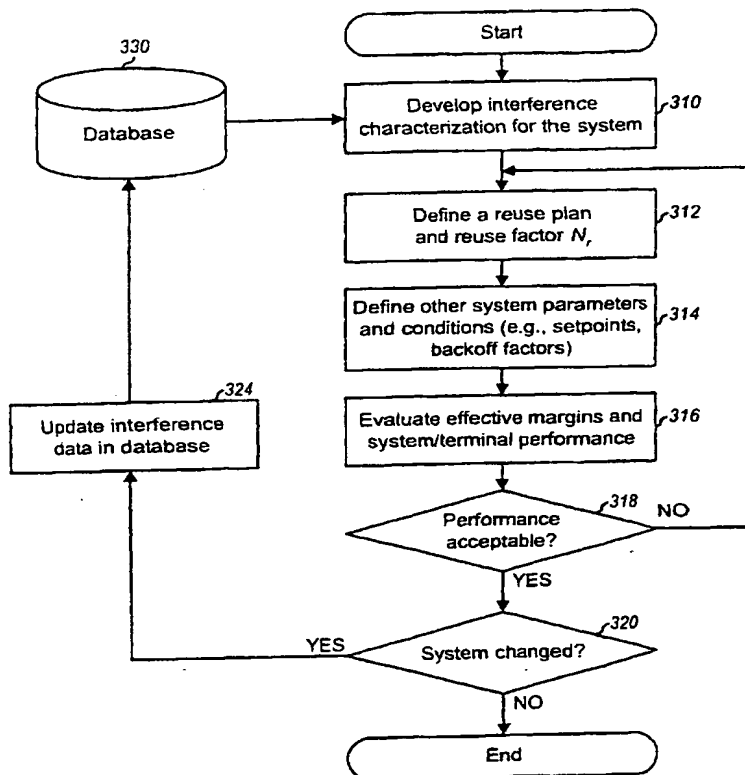 Start
330
Database
Develop interference
characterization for the system
310
Define a reuse plan
and reuse factor Nr
312
Define other system parameters
and conditions (e.g., setpoints,
backoff factors)
314
324
Update interference
data in database
Evaluate effective margins and
system/terminal performance
316
318
Performance
acceptable?
NO
YES
320
YES
System changed?
NO
End